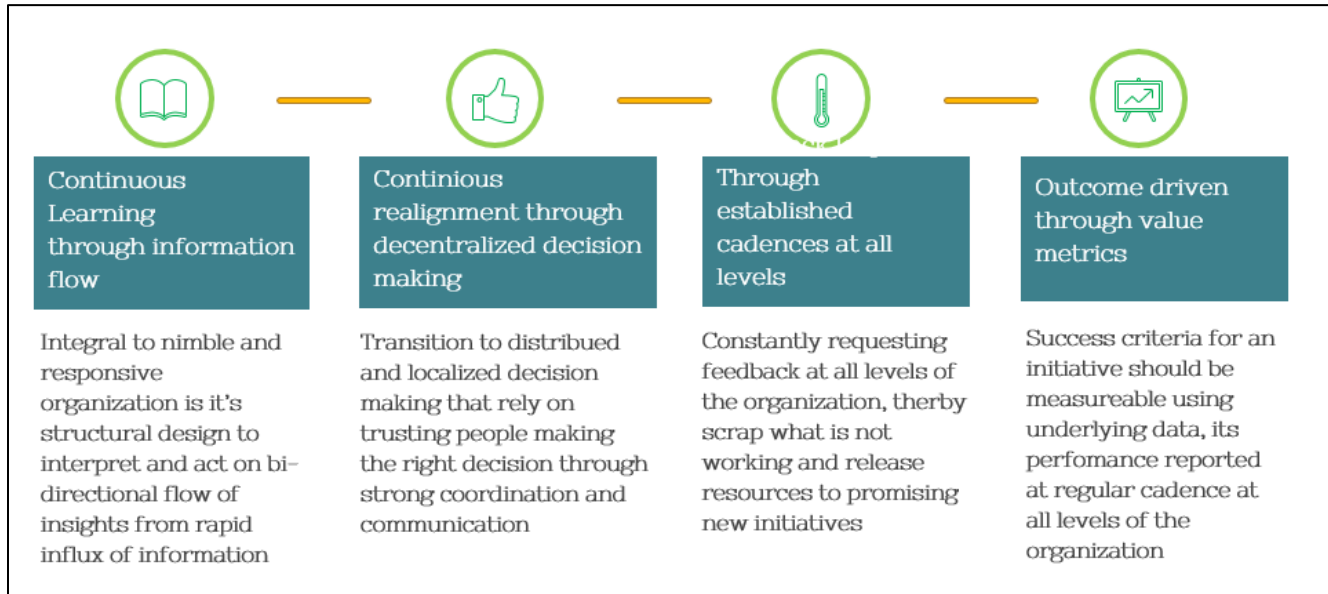 Continuous
Learning
through information
flow
Integral to nimble and
responsive
organization is it's
structural design to
interpret and act on bi-
directional flow of
insights from rapid
influx of information
Continious
realignment through
decentralized decision
making
Transition to distribued
and localized decision
making that rely on
trusting people making
the right decision through
strong coordination and
communication
Through
established
cadences at all
levels
Constantly requesting
feedback at all levels of
the organization, therby
scrap what is not
working and release
resources to promising
new initiatives
Outcome driven
through value
metrics
Success criteria for an
initiative should be
measureable using
underlying data, its
perfomance reported
at regular cadence at
all levels of the
organization